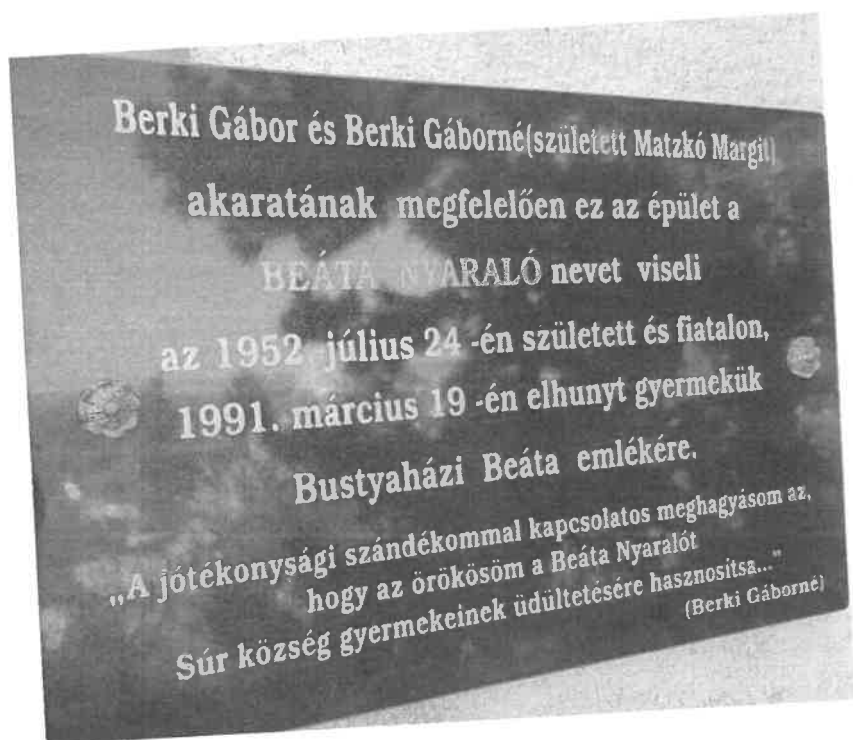 Berki Gábor és Berki Gáborné(született Matzkó Margit)
akaratának megfelelően ez az épület a
BEÁTA NYARALÓ nevet viseli
az 1952 július 24 -én született és fiatalon,
1991. március 19 -én elhunyt gyermekük
Bustyaházi Beáta emlékére.
„A jótékonysági szándékommal kapcsolatos meghagyásom az,
hogy az örökösöm a Beáta Nyaralót
Súr község gyermekeinek üdültetésére hasznosítsa..."
(Berki Gáborné)